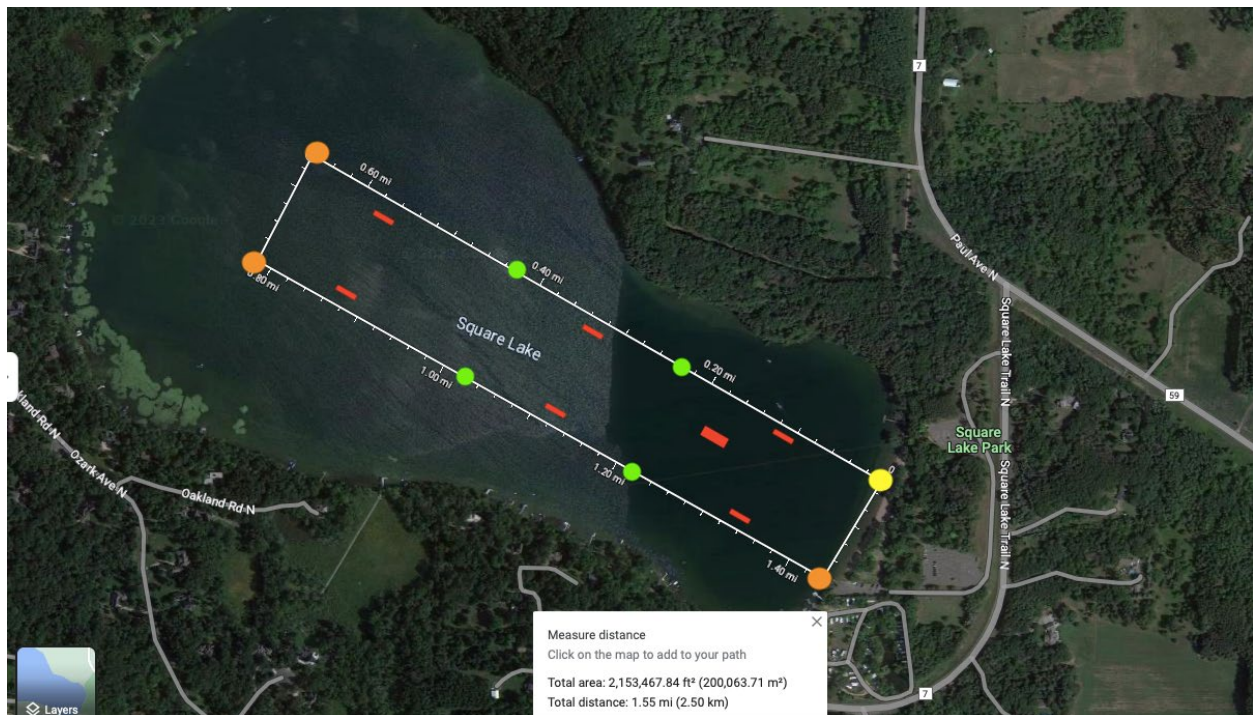 7
0.60 mi
© 2023 Google
Paul Ave N
0.40 mi
0.80 mi
Square Lake
Square Lake Trail N
0.20 mi
1.00 mi
59
Square
Lake Park
Ozark Ave N
1.20 mi
0
Oakland Rd N
Square Lake Trail N
1.40 mi
Measure distance
Click on the map to add to your path
Total area: 2,153,467.84 ft² (200,063.71 m²)
Total distance: 1.55 mi (2.50 km)
7
Layers